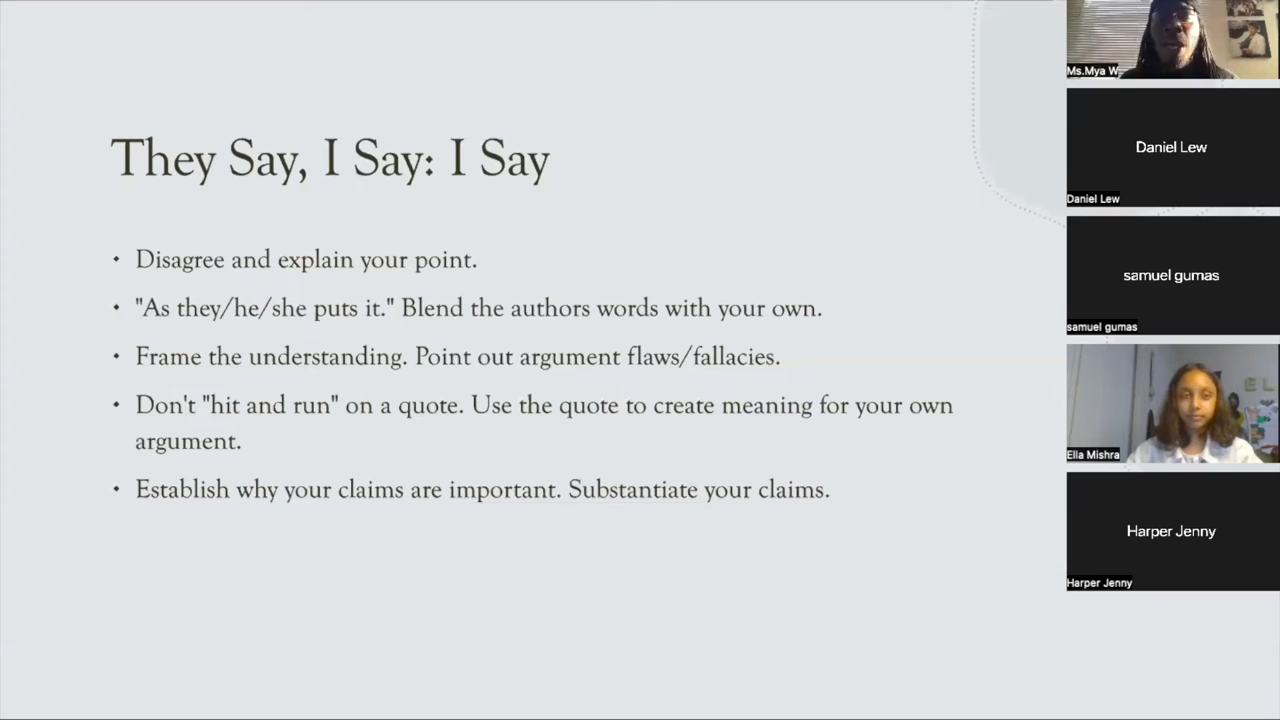 They Say, I Say: I Say
Disagree and explain your point.
"As they/he/she puts it." Blend the authors words with your own.
Frame the understanding. Point out argument flaws/fallacies.
Don't "hit and run" on a quote. Use the quote to create meaning for your own
argument.
Establish why your claims are important. Substantiate your claims.
Ms.Mya W
Daniel Lew
Daniel Lew
samuel gumas
samuel gumas
Ella Mishra
Harper Jenny
Harper Jenny